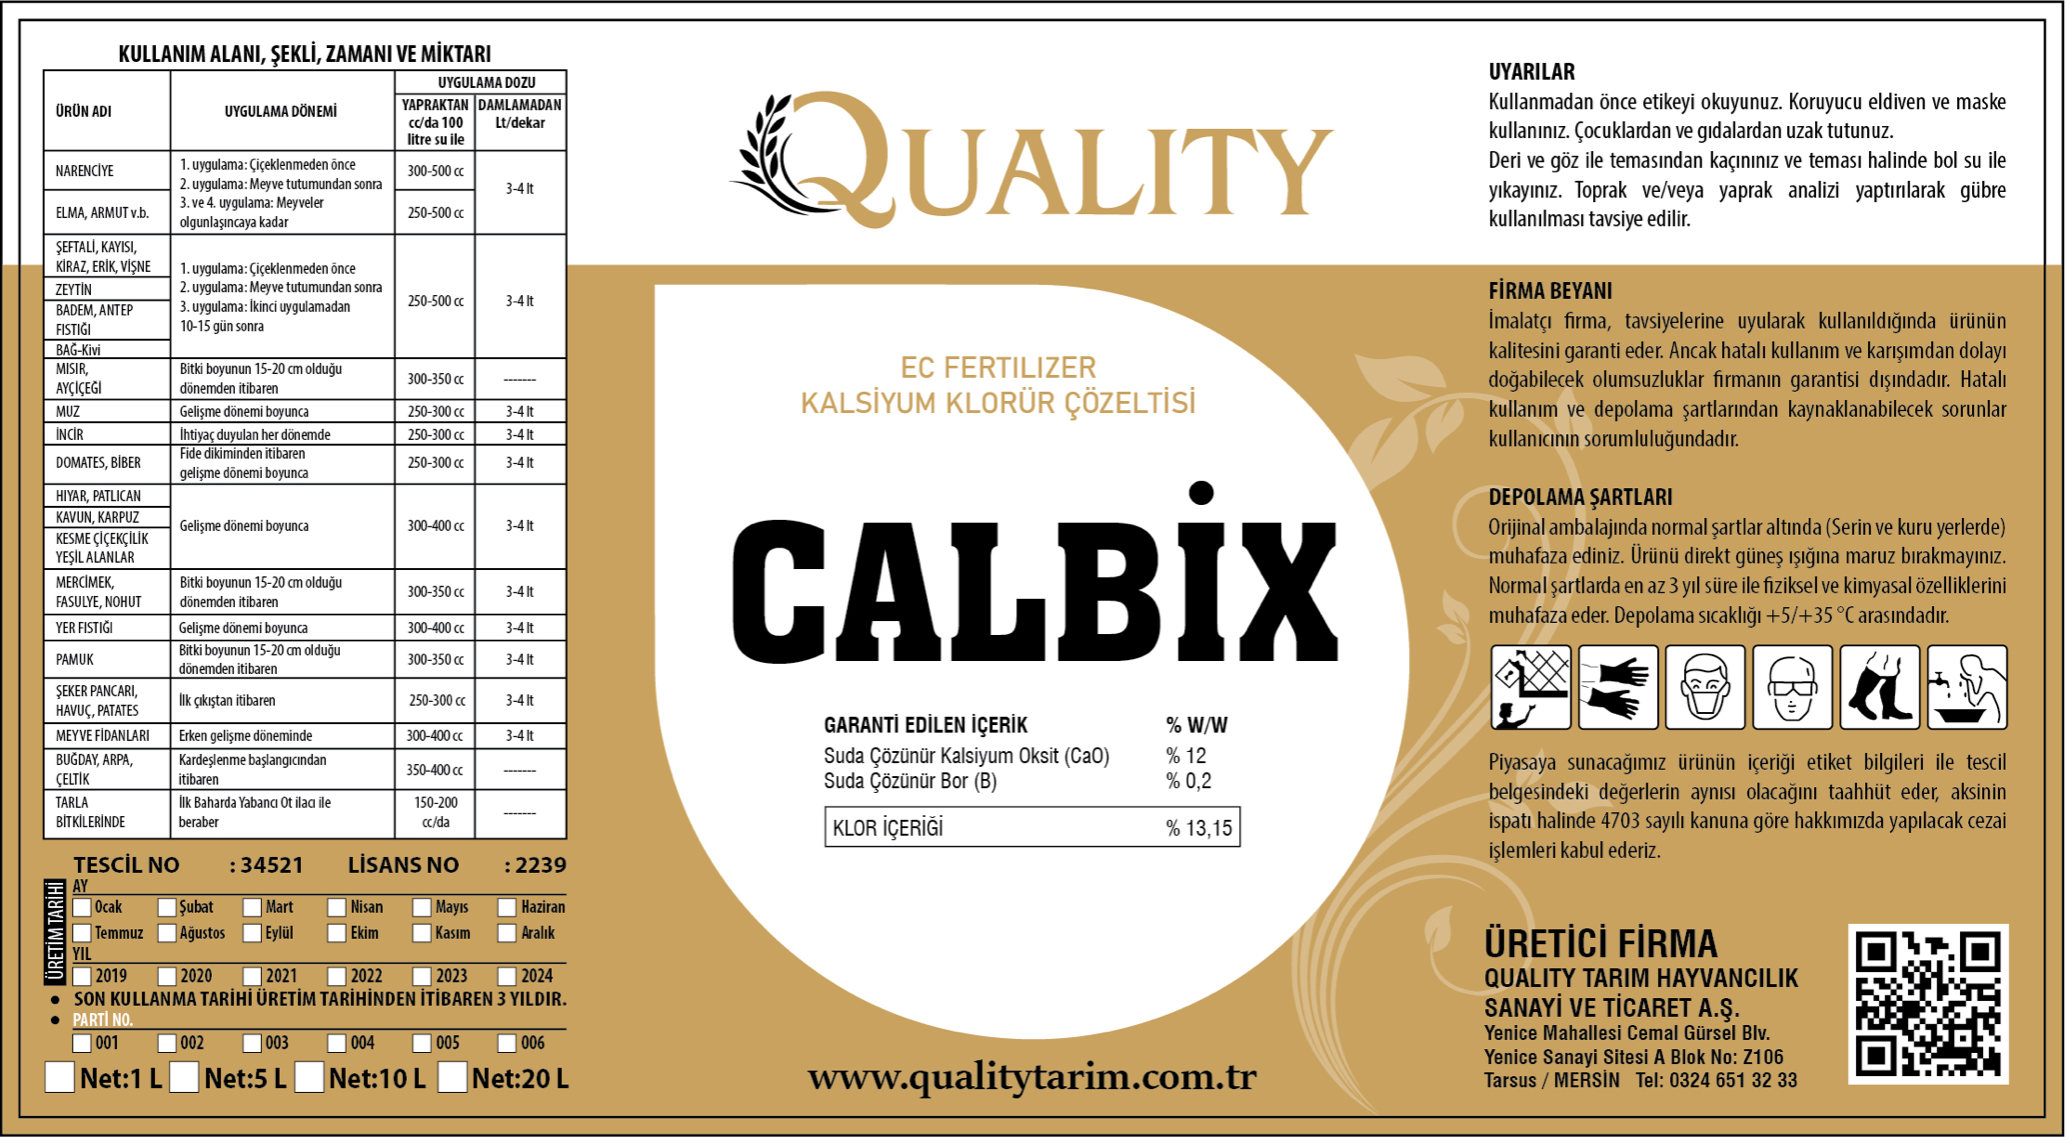 KULLANIM ALANI, ŞEKLİ, ZAMANI VE MİKTARI
ÜRÜN ADI
UYGULAMA DÖNEMİ
UYGULAMA DOZU
YAPRAKTAN
cc/da 100
litre su ile
DAMLAMADAN
Lt/dekar
NARENCİYE
1. uygulama: Çiçeklenmeden önce
2. uygulama: Meyve tutumundan sonra
3. ve 4. uygulama: Meyveler
olgunlaşıncaya kadar
300-500 cc
3-4 lt
ELMA, ARMUT v.b.
250-500 cc
ŞEFTALİ, KAYISI,
KİRAZ, ERİK, VİŞNE
ZEYTİN
BADEM, ANTEP
FISTIĞI
BAĞ-Kivi
1. uygulama: Çiçeklenmeden önce
2. uygulama: Meyve tutumundan sonra
3. uygulama: İkinci uygulamadan
10-15 gün sonra
250-500 cc
3-4 lt
MISIR,
AYÇİÇEĞİ
Bitki boyunun 15-20 cm olduğu
dönemden itibaren
300-350 cc
-------
MUZ
Gelişme dönemi boyunca
250-300 cc
3-4 lt
İNCİR
İhtiyaç duyulan her dönemde
250-300 cc
3-4 lt
DOMATES, BİBER
Fide dikiminden itibaren
gelişme dönemi boyunca
250-300 cc
3-4 lt
HIYAR, PATLICAN
KAVUN, KARPUZ
KESME ÇİÇEKÇİLİK
YEŞİL ALANLAR
Gelişme dönemi boyunca
300-400 cc
3-4 lt
MERCİMEK,
FASULYE, NOHUT
Bitki boyunun 15-20 cm olduğu
dönemden itibaren
300-350 cc
3-4 lt
YER FISTIĞI
Gelişme dönemi boyunca
300-400 cc
3-4 lt
PAMUK
Bitki boyunun 15-20 cm olduğu
dönemden itibaren
300-350 cc
3-4 lt
ŞEKER PANCARI,
HAVUÇ, PATATES
İlk çıkıştan itibaren
250-300 cc
3-4 lt
MEYVE FİDANLARI
Erken gelişme döneminde
300-400 cc
3-4 lt
BUĞDAY, ARPA,
ÇELTİK
Kardeşlenme başlangıcından
itibaren
350-400 cc
-------
TARLA
BİTKİLERİNDE
İlk Baharda Yabancı Ot ilacı ile
beraber
150-200
cc/da
-------
TESCİL NO : 34521 LİSANS NO : 2239
ÜRETİM TARİHİ
AY
Ocak Şubat Mart Nisan Mayıs Haziran
Temmuz Ağustos Eylül Ekim Kasım Aralık
YIL
2019 2020 2021 2022 2023 2024
• SON KULLANMA TARİHİ ÜRETİM TARİHİNDEN İTİBAREN 3 YILDIR.
• PARTİ NO.
001 002 003 004 005 006
Net:1 L Net:5 L Net:10 L Net:20 L
QUALITY
EC FERTILIZER
KALSİYUM KLORÜR ÇÖZELTİSİ
CALBİX
GARANTİ EDİLEN İÇERİK % W/W
Suda Çözünür Kalsiyum Oksit (CaO) % 12
Suda Çözünür Bor (B) % 0,2
KLOR İÇERİĞİ % 13,15
www.qualitytarim.com.tr
UYARILAR
Kullanmadan önce etikeyi okuyunuz. Koruyucu eldiven ve maske
kullanınız. Çocuklardan ve gıdalardan uzak tutunuz.
Deri ve göz ile temasından kaçınınız ve teması halinde bol su ile
yıkayınız. Toprak ve/veya yaprak analizi yaptırılarak gübre
kullanılması tavsiye edilir.
FİRMA BEYANI
İmalatçı firma, tavsiyelerine uyularak kullanıldığında ürünün
kalitesini garanti eder. Ancak hatalı kullanım ve karışımdan dolayı
doğabilecek olumsuzluklar firmanın garantisi dışındadır. Hatalı
kullanım ve depolama şartlarından kaynaklanabilecek sorunlar
kullanıcının sorumluluğundadır.
DEPOLAMA ŞARTLARI
Orijinal ambalajında normal şartlar altında (Serin ve kuru yerlerde)
muhafaza ediniz. Ürünü direkt güneş ışığına maruz bırakmayınız.
Normal şartlarda en az 3 yıl süre ile fiziksel ve kimyasal özelliklerini
muhafaza eder. Depolama sıcaklığı +5/+35 °C arasındadır.
Piyasaya sunacağımız ürünün içeriği etiket bilgileri ile tescil
belgesindeki değerlerin aynısı olacağını taahhüt eder, aksinin
ispatı halinde 4703 sayılı kanuna göre hakkımızda yapılacak cezai
işlemleri kabul ederiz.
ÜRETİCİ FİRMA
QUALITY TARIM HAYVANCILIK
SANAYİ VE TİCARET A.Ş.
Yenice Mahallesi Cemal Gürsel Blv.
Yenice Sanayi Sitesi A Blok No: Z106
Tarsus / MERSİN Tel: 0324 651 32 33